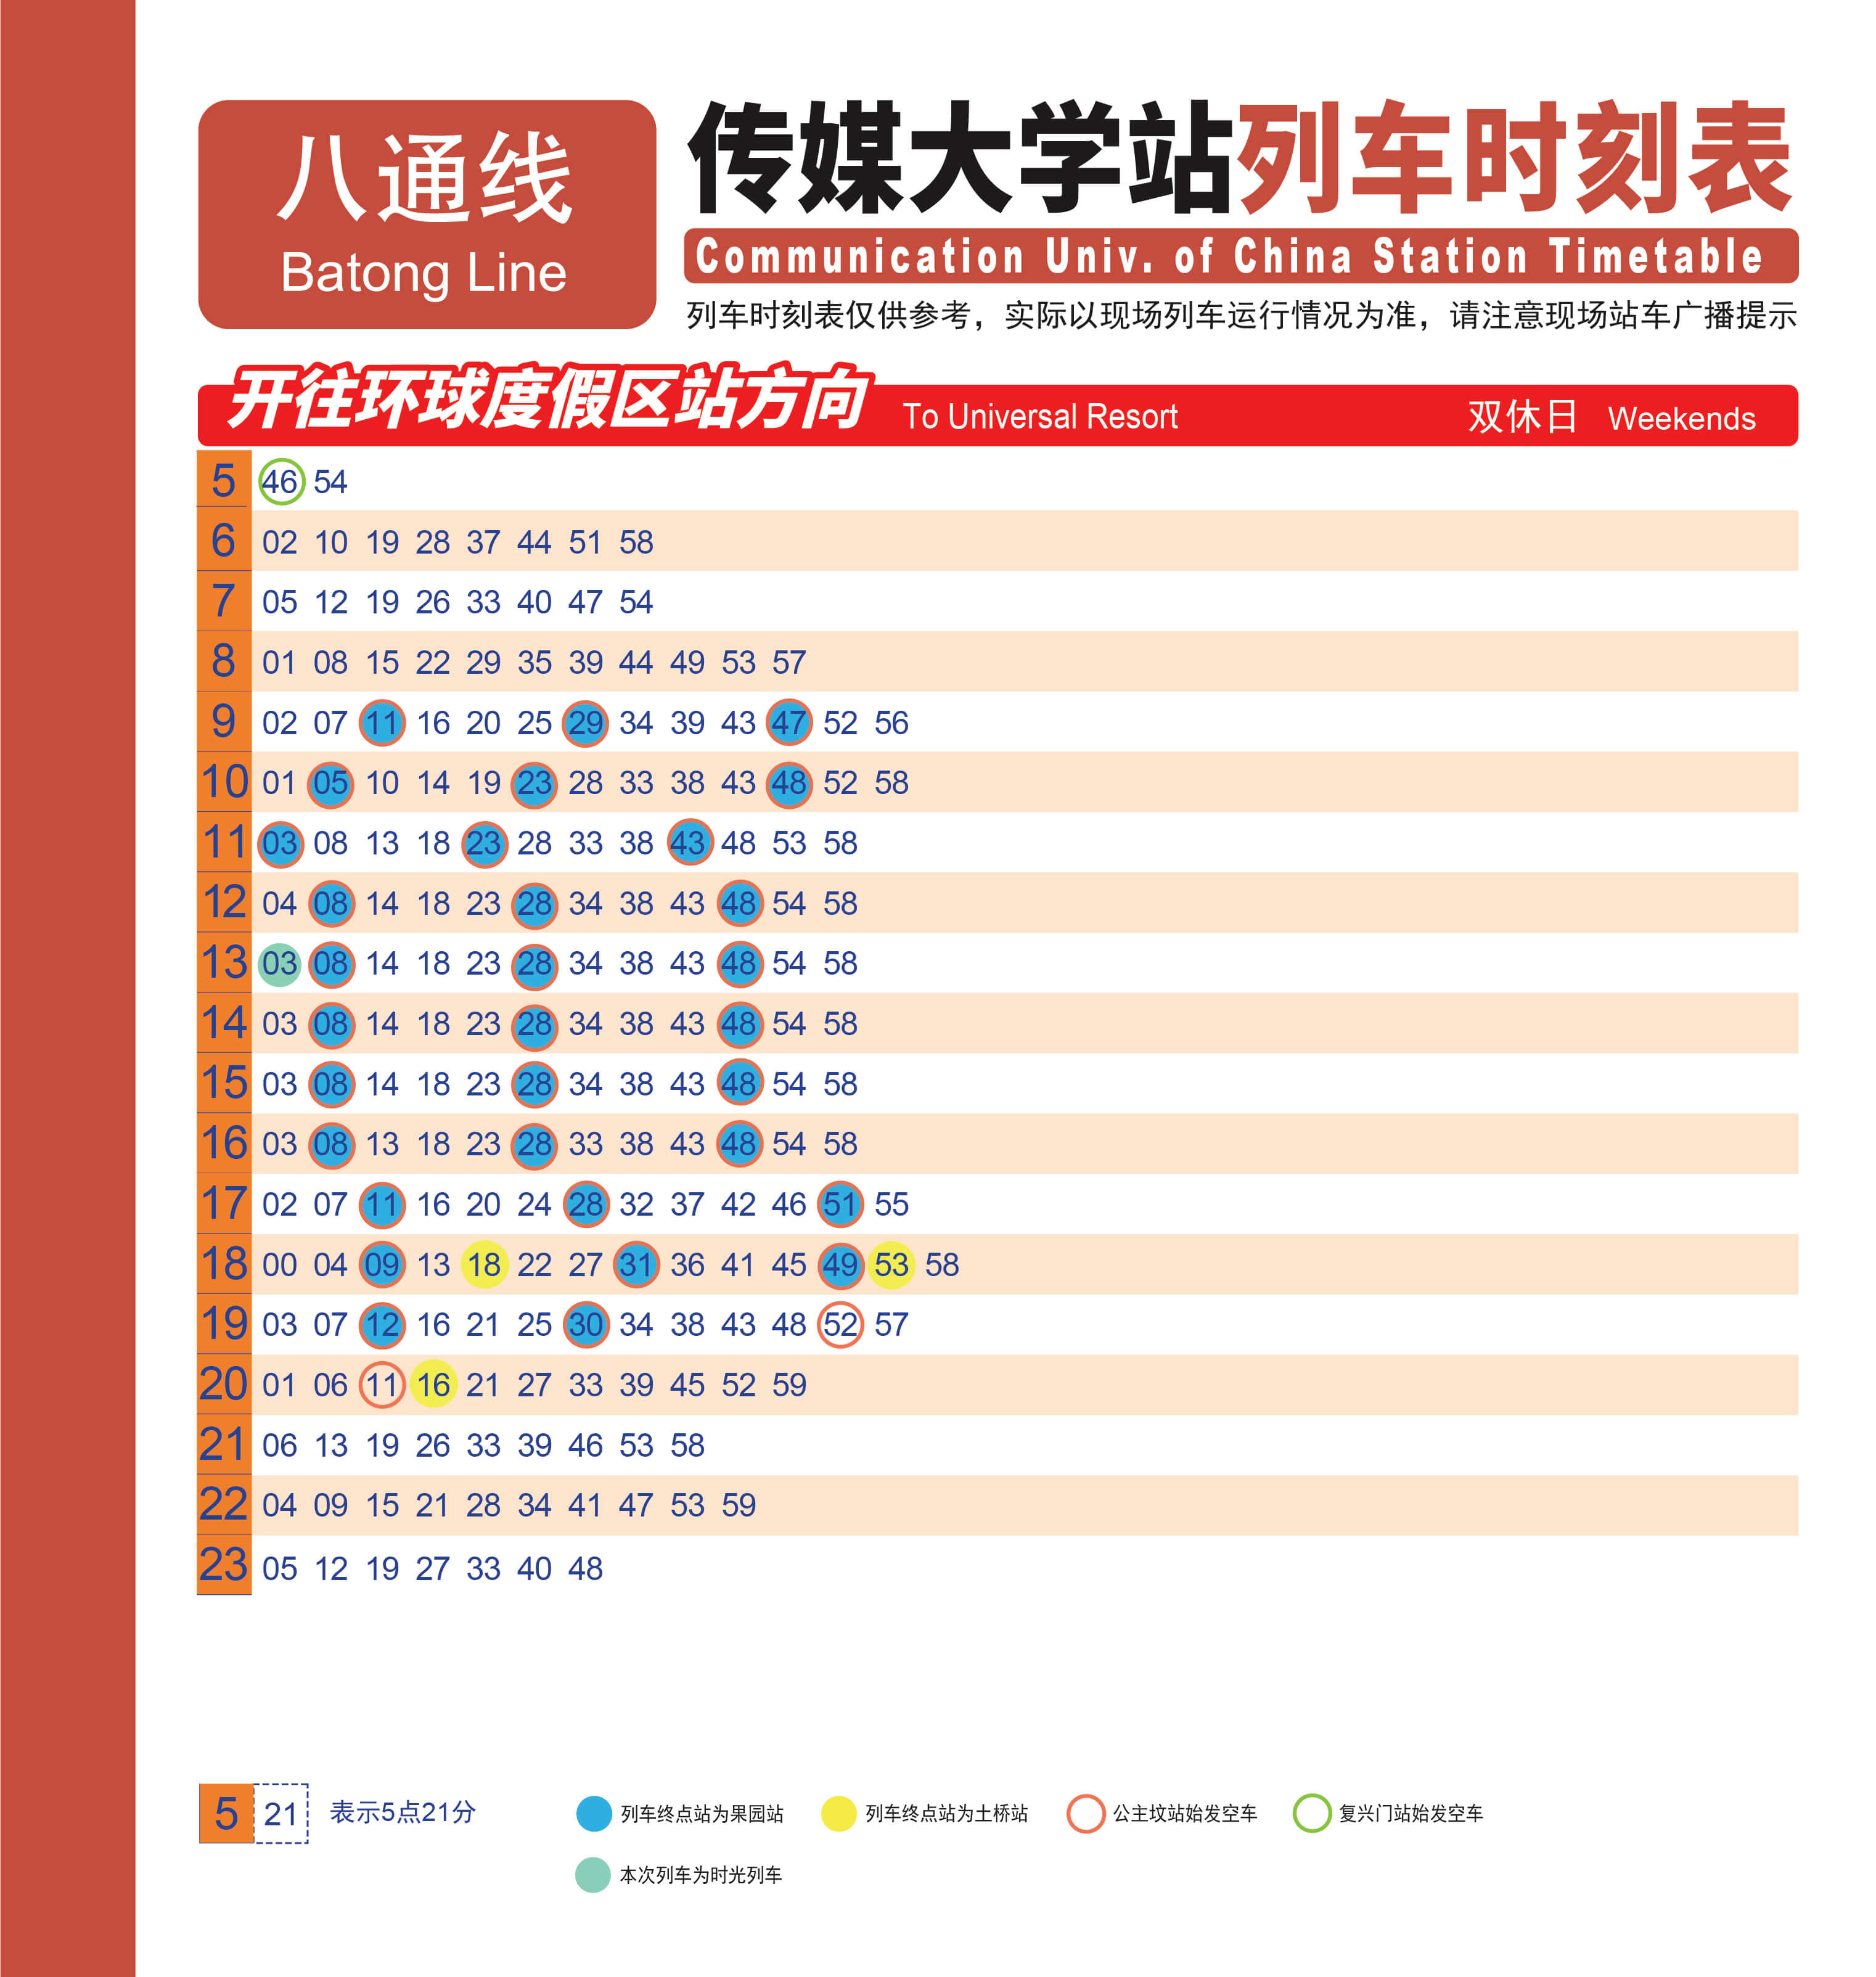 八通线
Batong Line
传媒大学站列车时刻表
Communication Univ. of China Station Timetable
列车时刻表仅供参考，实际以现场列车运行情况为准，请注意现场站车广播提示
开往环球度假区站方向 To Universal Resort 双休日 Weekends
5 46 54
6 02 10 19 28 37 44 51 58
7 05 12 19 26 33 40 47 54
8 01 08 15 22 29 35 39 44 49 53 57
9 02 07 11 16 20 25 29 34 39 43 47 52 56
10 01 05 10 14 19 23 28 33 38 43 48 52 58
11 03 08 13 18 23 28 33 38 43 48 53 58
12 04 08 14 18 23 28 34 38 43 48 54 58
13 03 08 14 18 23 28 34 38 43 48 54 58
14 03 08 14 18 23 28 34 38 43 48 54 58
15 03 08 14 18 23 28 34 38 43 48 54 58
16 03 08 13 18 23 28 33 38 43 48 54 58
17 02 07 11 16 20 24 28 32 37 42 46 51 55
18 00 04 09 13 18 22 27 31 36 41 45 49 53 58
19 03 07 12 16 21 25 30 34 38 43 48 52 57
20 01 06 11 16 21 27 33 39 45 52 59
21 06 13 19 26 33 39 46 53 58
22 04 09 15 21 28 34 41 47 53 59
23 05 12 19 27 33 40 48
5 21 表示5点21分 列车终点站为果园站 列车终点站为土桥站 公主坟站始发空车 复兴门站始发空车
本次列车为时光列车